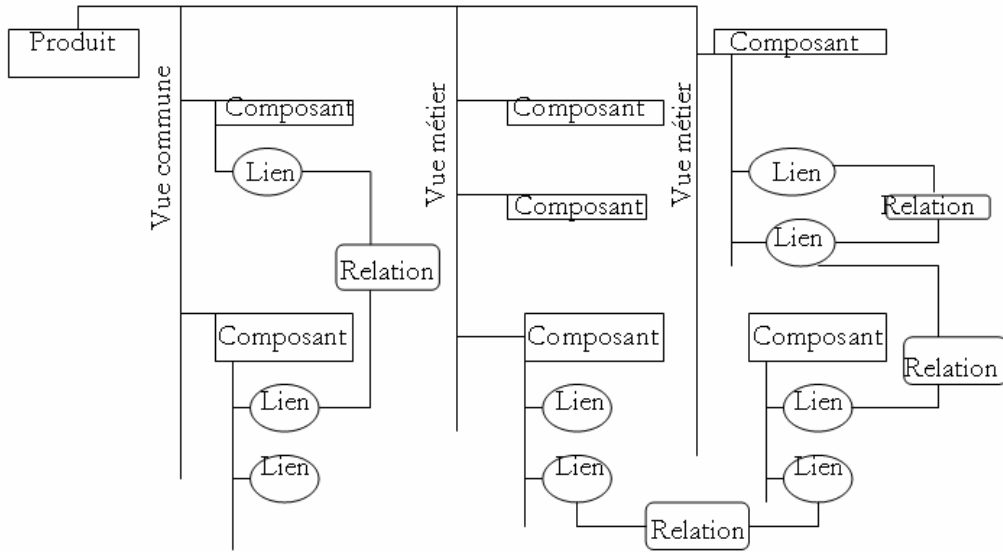 Produit
Vue commune
Composant
Lien
Relation
Composant
Lien
Lien
Vue métier
Composant
Composant
Composant
Lien
Lien
Relation
Vue métier
Composant
Lien
Relation
Lien
Relation
Composant
Lien
Lien